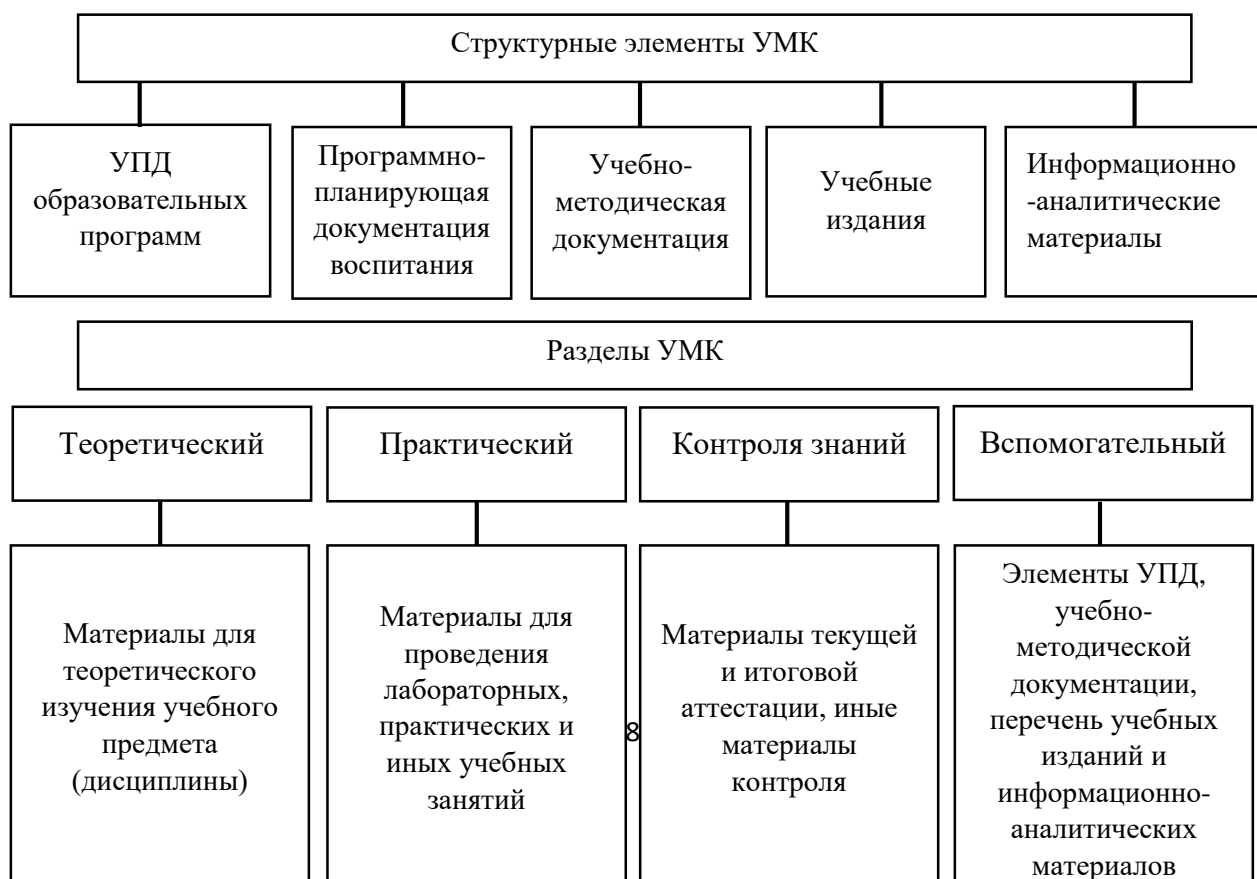 Структурные элементы УМК
УПД
образовательных
программ
Программно-
планирующая
документация
воспитания
Учебно-
методическая
документация
Учебные
издания
Информационно
-аналитические
материалы
Разделы УМК
Теоретический
Практический
Контроля знаний
Вспомогательный
Материалы для
теоретического
изучения учебного
предмета
(дисциплины)
Материалы для
проведения
лабораторных,
практических и
иных учебных
занятий
8
Материалы текущей
и итоговой
аттестации, иные
материалы
контроля
Элементы УПД,
учебно-
методической
документации,
перечень учебных
изданий и
информационно-
аналитических
материалов